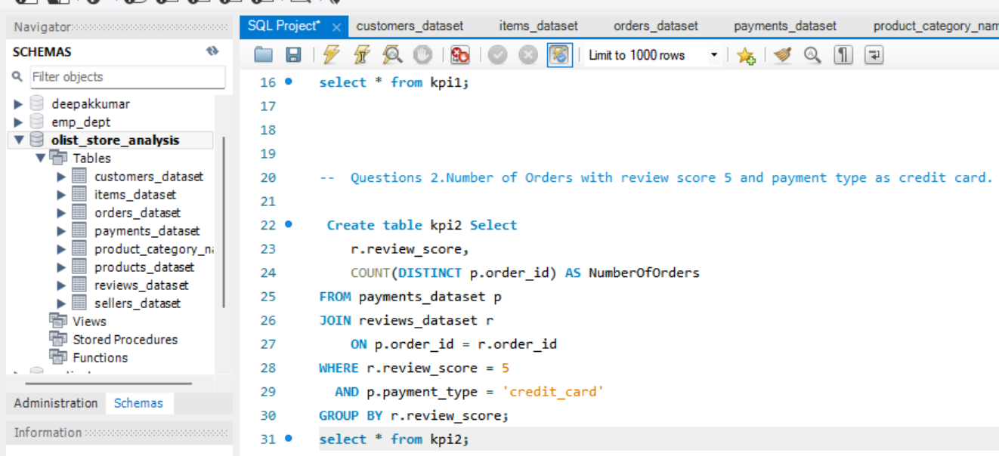 Navigator
SCHEMAS
Filter objects
deepakkumar
emp_dept
olist_store_analysis
Tables
customers_dataset
items_dataset
orders_dataset
payments_dataset
product_category_na
products_dataset
reviews_dataset
sellers_dataset
Views
Stored Procedures
Functions
Administration Schemas
Information
SQL Project* customers_dataset items_dataset orders_dataset payments_dataset product_category_nam
Limit to 1000 rows
16 select * from kpi1;
17
18
19
20 -- Questions 2.Number of Orders with review score 5 and payment type as credit card.
21
22 Create table kpi2 Select
23 r.review_score,
24 COUNT(DISTINCT p.order_id) AS NumberOfOrders
25 FROM payments_dataset p
26 JOIN reviews_dataset r
27 ON p.order_id = r.order_id
28 WHERE r.review_score = 5
29 AND p.payment_type = 'credit_card'
30 GROUP BY r.review_score;
31 select * from kpi2;